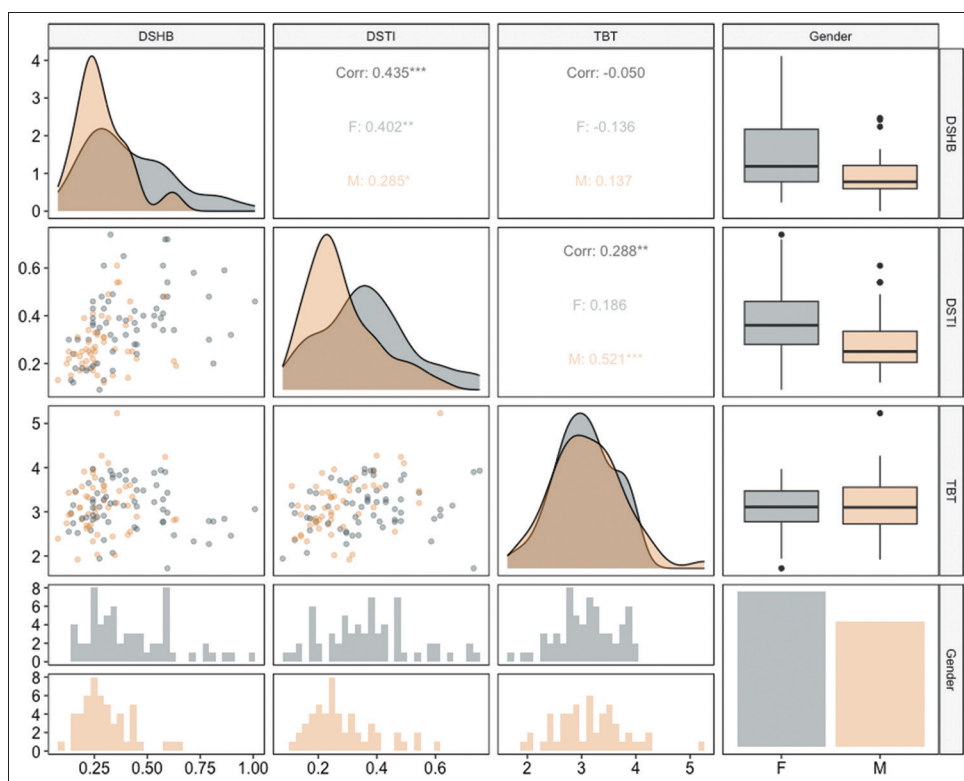 DSHB DSTI TBT Gender
4
3
2
1
0
Corr: 0.435***
F: 0.402**
M: 0.285*
Corr: -0.050
F: -0.136
M: 0.137
DSHB
0.6
0.4
0.2
Corr: 0.288**
F: 0.186
M: 0.521***
DSTI
5
4
3
2
TBT
8
6
4
2
0
8
6
4
2
0
Gender
0.25 0.50 0.75 1.00 0.2 0.4 0.6 2 3 4 5 F M